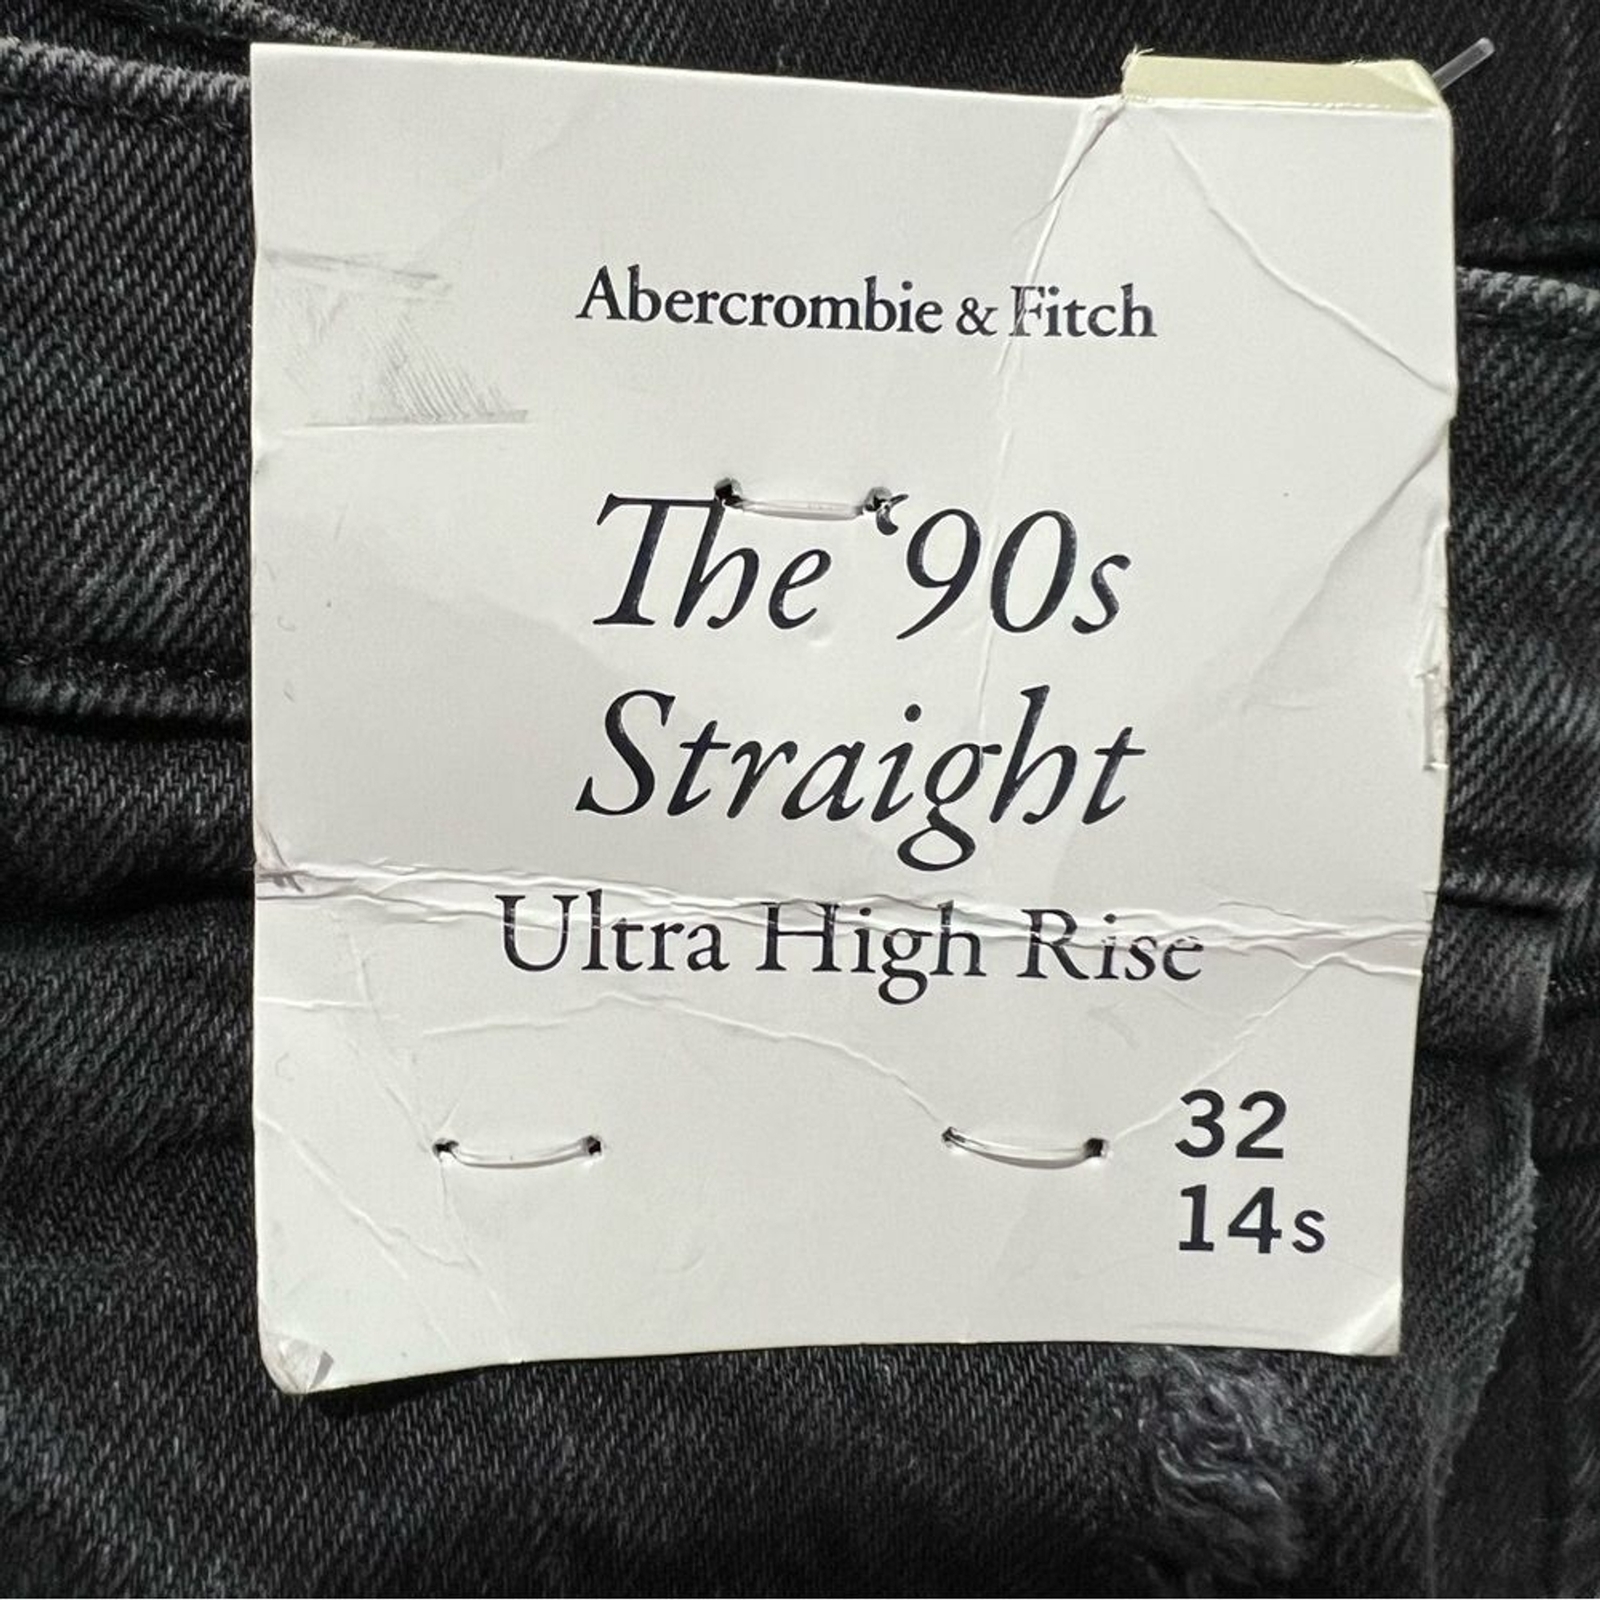 Abercrombie & Fitch
The ‘90s
Straight
Ultra High Rise
32
14s